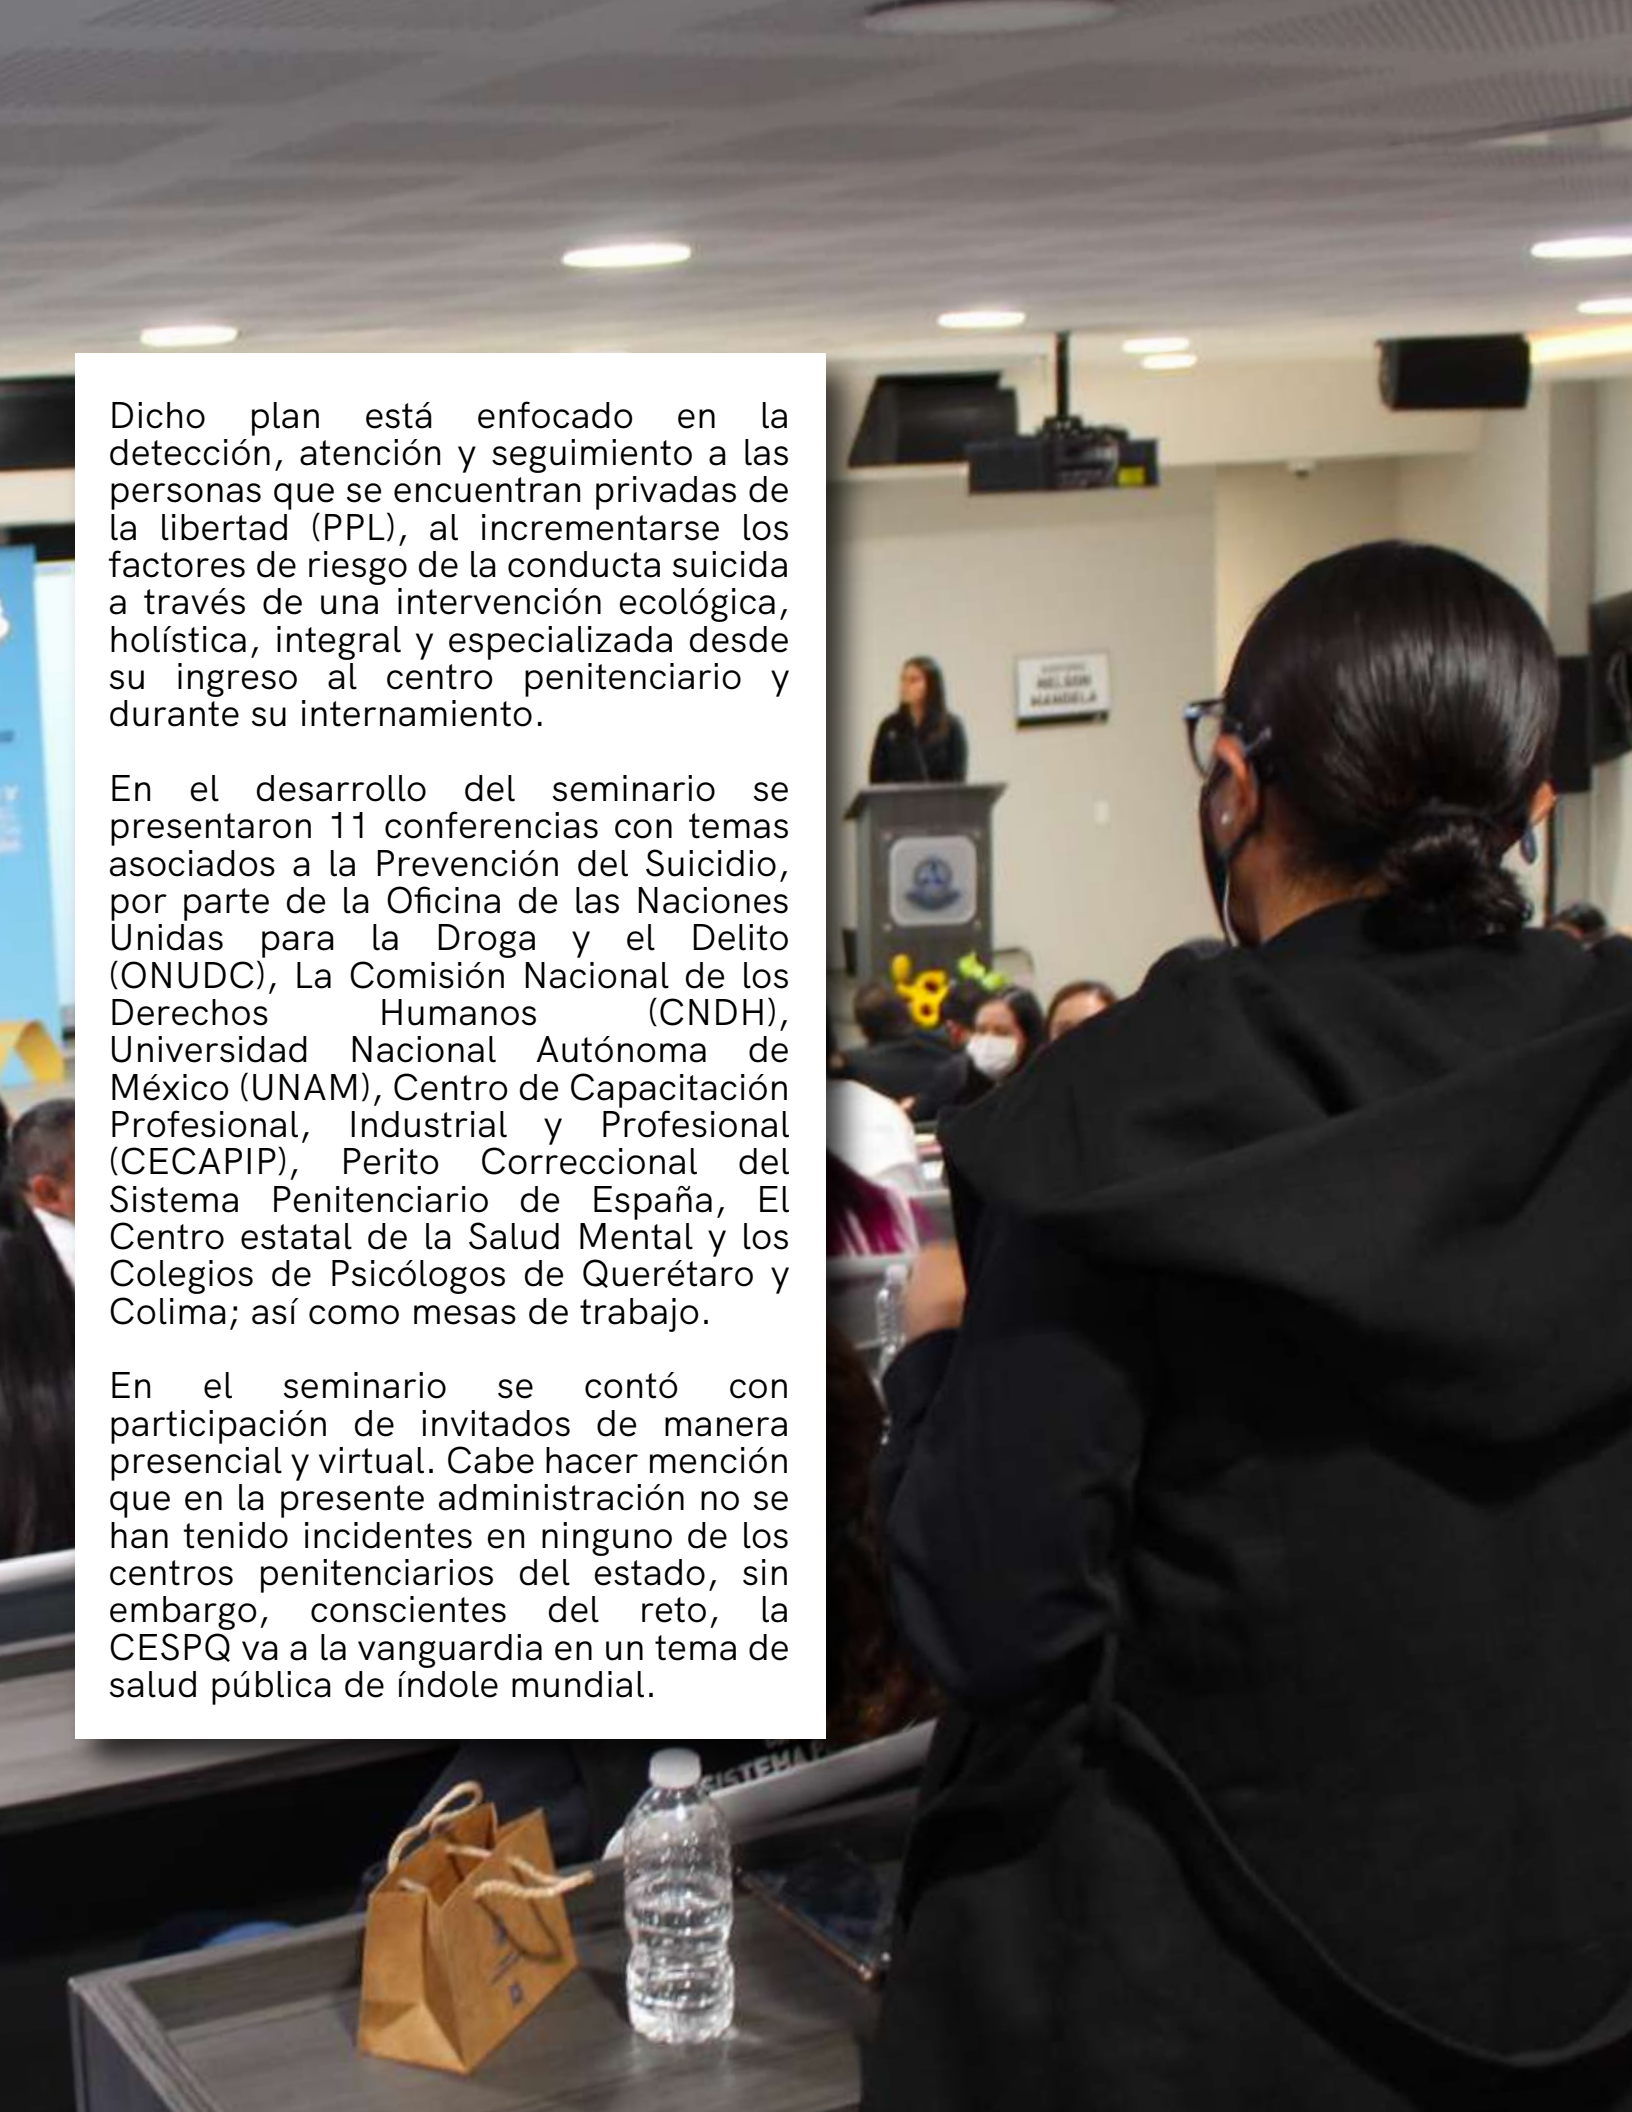 Dicho plan está enfocado en la
detección, atención y seguimiento a las
personas que se encuentran privadas de
la libertad (PPL), al incrementarse los
factores de riesgo de la conducta suicida
a través de una intervención ecológica,
holística, integral y especializada desde
su ingreso al centro penitenciario y
durante su internamiento.
En el desarrollo del seminario se
presentaron 11 conferencias con temas
asociados a la Prevención del Suicidio,
por parte de la Oficina de las Naciones
Unidas para la Droga y el Delito
(ONUDC), La Comisión Nacional de los
Derechos Humanos (CNDH),
Universidad Nacional Autónoma de
México (UNAM), Centro de Capacitación
Profesional, Industrial y Profesional
(CECAPIP), Perito Correccional del
Sistema Penitenciario de España, El
Centro estatal de la Salud Mental y los
Colegios de Psicólogos de Querétaro y
Colima; así como mesas de trabajo.
En el seminario se contó con
participación de invitados de manera
presencial y virtual. Cabe hacer mención
que en la presente administración no se
han tenido incidentes en ninguno de los
centros penitenciarios del estado, sin
embargo, conscientes del reto, la
CESPQ va a la vanguardia en un tema de
salud pública de índole mundial.
NELSON
MANDELA
SISTEMA